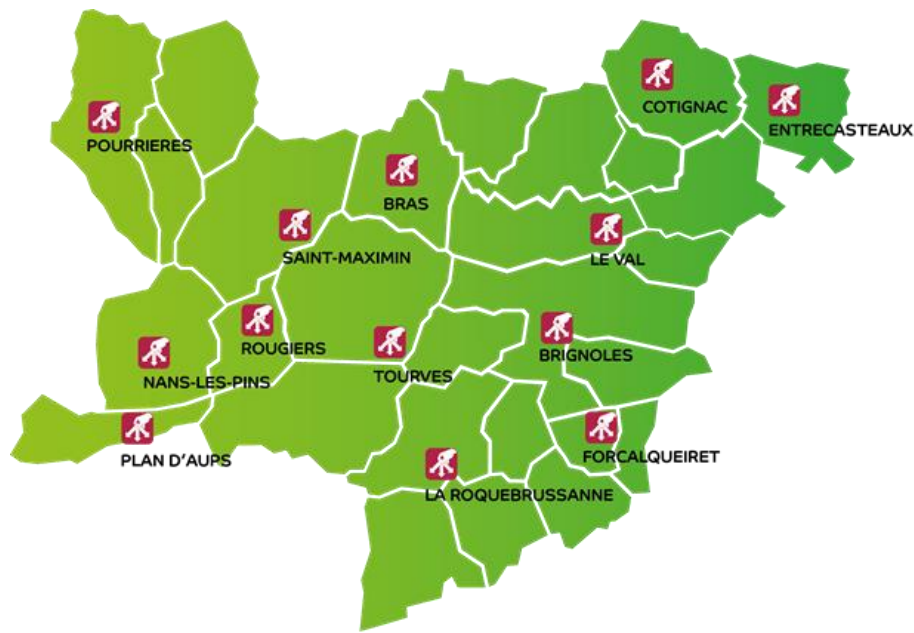 COTIGNAC
ENTRECASTEAUX
POURRIERES
BRAS
SAINT-MAXIMIN
LE VAL
ROUGIERS
BRIGNOLES
TOURVES
NANS-LES-PINS
PLAN D'AUPS
FORCALQUEIRET
LA ROQUEBRUSSANNE